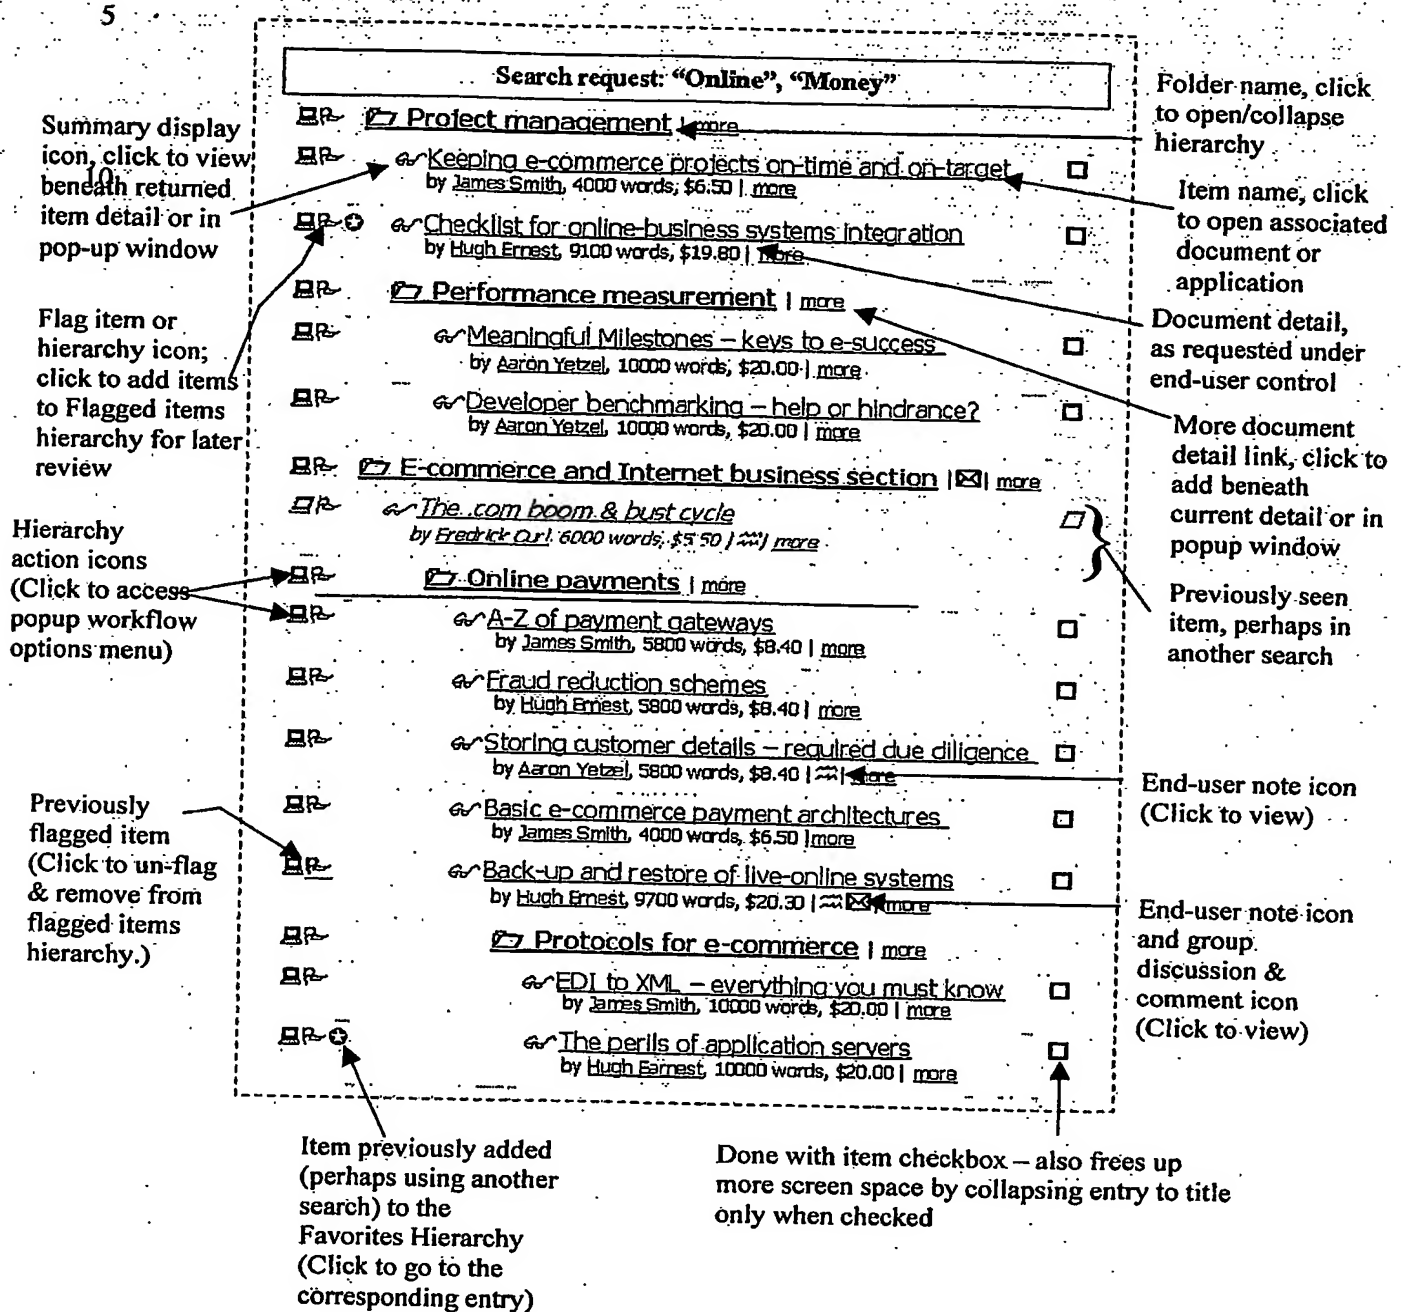 5
Search request: “Online”, “Money”
Project management | more
Keeping e-commerce projects on-time and on-target
by James Smith, 4000 words, $6.50 | more
Checklist for online-business systems integration
by Hugh Ernest, 9100 words, $19.80 | more
Performance measurement | more
Meaningful Milestones – keys to e-success
by Aaron Yetzel, 10000 words, $20.00 | more
Developer benchmarking – help or hindrance?
by Aaron Yetzel, 10000 words, $20.00 | more
E-commerce and Internet business section | | more
The .com boom & bust cycle
by Fredrick Curl, 6000 words, $5.50 | | more
Online payments | more
A-Z of payment gateways
by James Smith, 5800 words, $8.40 | more
Fraud reduction schemes
by Hugh Ernest, 5800 words, $8.40 | more
Storing customer details – required due diligence
by Aaron Yetzel, 5800 words, $8.40 | | more
Basic e-commerce payment architectures
by James Smith, 4000 words, $6.50 | more
Back-up and restore of live-online systems
by Hugh Ernest, 9700 words, $20.30 | | more
Protocols for e-commerce | more
EDI to XML – everything you must know
by James Smith, 10000 words, $20.00 | more
The perils of application servers
by Hugh Earnest, 10000 words, $20.00 | more
Summary display
icon, click to view
10
beneath returned
item detail or in
pop-up window
Flag item or
hierarchy icon;
click to add items
to Flagged items
hierarchy for later
review
Hierarchy
action icons
(Click to access
popup workflow
options menu)
Previously
flagged item
(Click to un-flag
& remove from
flagged items
hierarchy.)
Folder name, click
to open/collapse
hierarchy
Item name, click
to open associated
document or
application
Document detail,
as requested under
end-user control
More document
detail link, click to
add beneath
current detail or in
popup window
Previously seen
item, perhaps in
another search
End-user note icon
(Click to view)
End-user note icon
and group
discussion &
comment icon
(Click to view)
Item previously added
(perhaps using another
search) to the
Favorites Hierarchy
(Click to go to the
corresponding entry)
Done with item checkbox – also frees up
more screen space by collapsing entry to title
only when checked